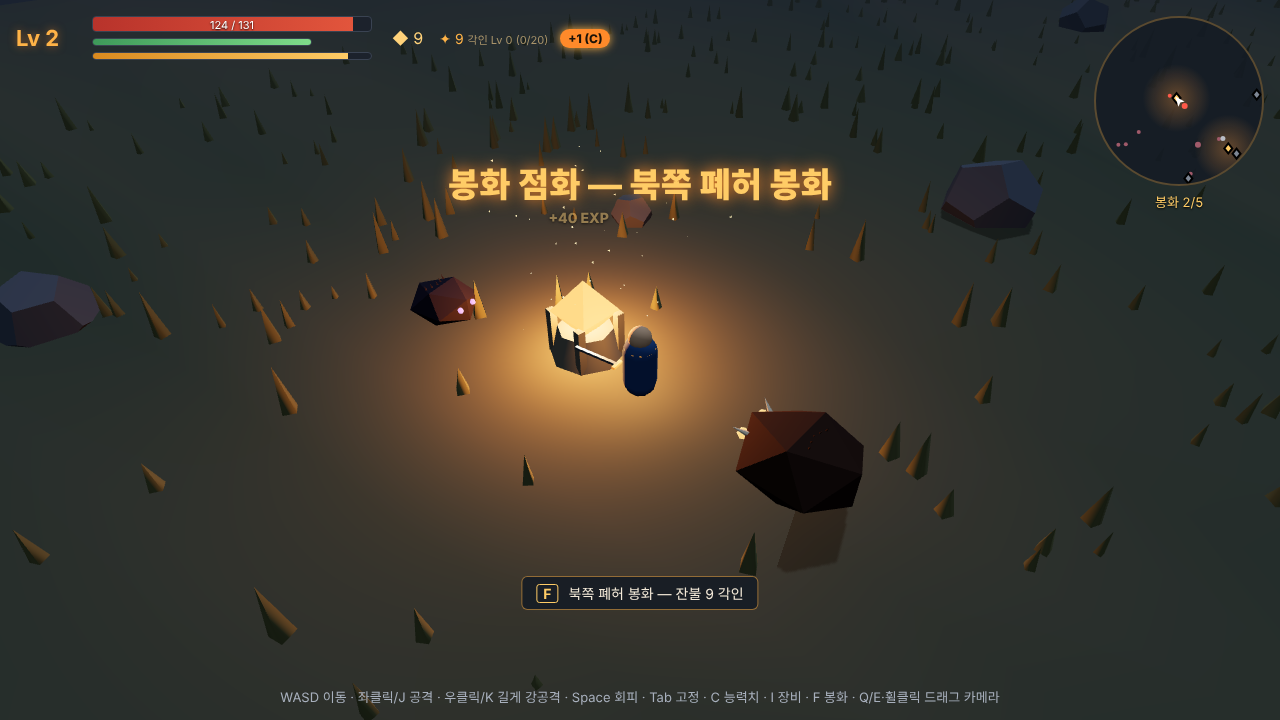 Lv 2
124 / 131
9
9 각인 Lv 0 (0/20)
+1 (C)
봉화 2/5
봉화 점화 — 북쪽 폐허 봉화
+40 EXP
F 북쪽 폐허 봉화 — 잔불 9 각인
WASD 이동 · 좌클릭/J 공격 · 우클릭/K 길게 강공격 · Space 회피 · Tab 고정 · C 능력치 · I 장비 · F 봉화 · Q/E·휠클릭 드래그 카메라